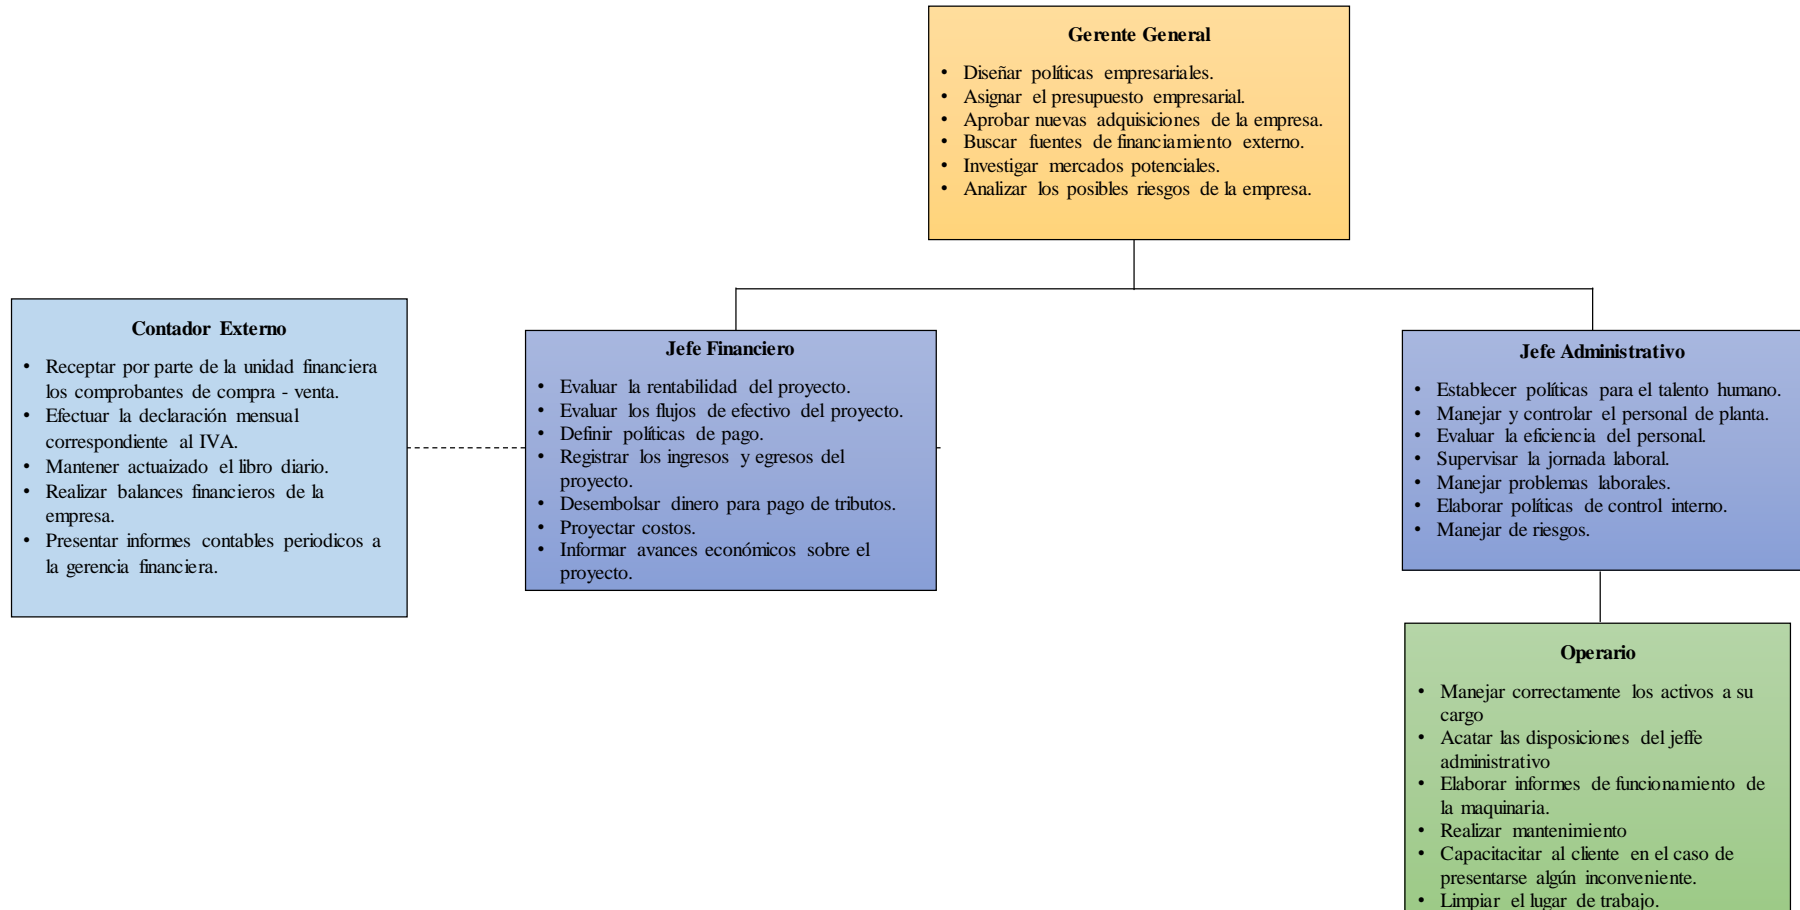 Gerente General
• Diseñar políticas empresariales.
• Asignar el presupuesto empresarial.
• Aprobar nuevas adquisiciones de la empresa.
• Buscar fuentes de financiamiento externo.
• Investigar mercados potenciales.
• Analizar los posibles riesgos de la empresa.
Contador Externo
• Receptar por parte de la unidad financiera
los comprobantes de compra - venta.
• Efectuar la declaración mensual
correspondiente al IVA.
• Mantener actuaizado el libro diario.
• Realizar balances financieros de la
empresa.
• Presentar informes contables periodicos a
la gerencia financiera.
Jefe Financiero
• Evaluar la rentabilidad del proyecto.
• Evaluar los flujos de efectivo del proyecto.
• Definir políticas de pago.
• Registrar los ingresos y egresos del
proyecto.
• Desembolsar dinero para pago de tributos.
• Proyectar costos.
• Informar avances económicos sobre el
proyecto.
Jefe Administrativo
• Establecer políticas para el talento humano.
• Manejar y controlar el personal de planta.
• Evaluar la eficiencia del personal.
• Supervisar la jornada laboral.
• Manejar problemas laborales.
• Elaborar políticas de control interno.
• Manejar de riesgos.
Operario
• Manejar correctamente los activos a su
cargo
• Acatar las disposiciones del jeffe
administrativo
• Elaborar informes de funcionamiento de
la maquinaria.
• Realizar mantenimiento
• Capacitacitar al cliente en el caso de
presentarse algún inconveniente.
• Limpiar el lugar de trabajo.